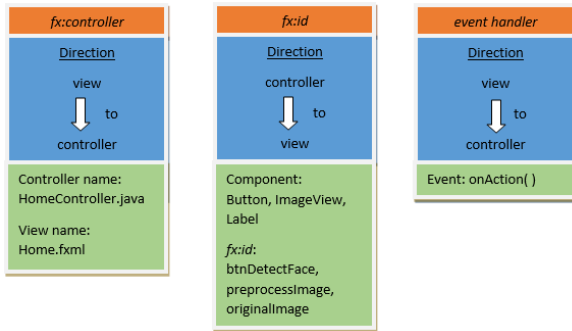 fx:controller
Direction
view
to
controller
Controller name:
HomeController.java
View name:
Home.fxml
fx:id
Direction
controller
to
view
Component:
Button, ImageView,
Label
fx:id:
btnDetectFace,
preprocessImage,
originalImage
event handler
Direction
view
to
controller
Event: onAction( )